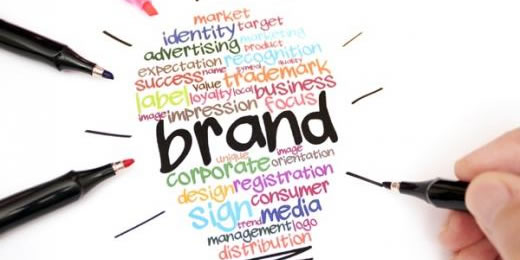 market
identity target
advertising marketing
product
expectation recognition
success name symbol quality
value trademark
label loyalty local business
image impression focus
brand
unique image
corporate orientation
design registration
sign consumer
trend media
management logo
distribution